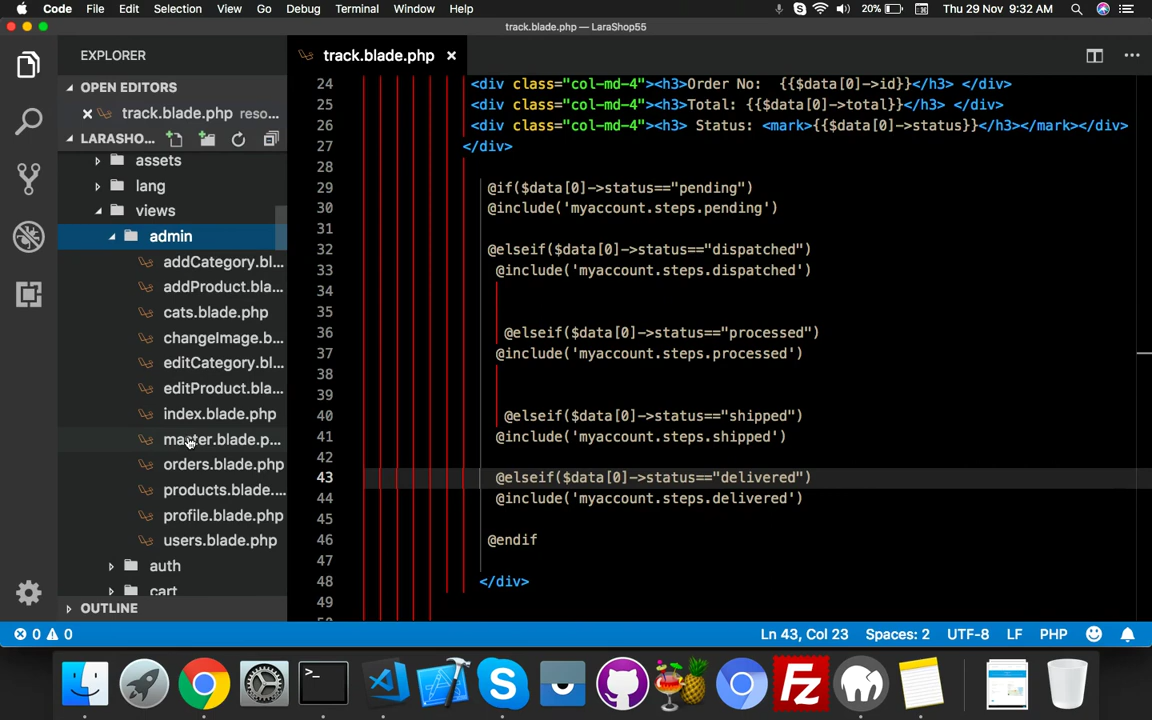 Code File Edit Selection View Go Debug Terminal Window Help 20% Thu 29 Nov 9:32 AM
track.blade.php — LaraShop55
EXPLORER
track.blade.php
OPEN EDITORS
track.blade.php reso...
LARASHO...
assets
lang
views
admin
addCategory.bl...
addProduct.bla...
cats.blade.php
changeImage.b...
editCategory.bl...
editProduct.bla...
index.blade.php
master.blade.p...
orders.blade.php
products.blade....
profile.blade.php
users.blade.php
auth
cart
OUTLINE
24 <div class="col-md-4"><h3>Order No:  {{$data[0]->id}}</h3> </div>
25 <div class="col-md-4"><h3>Total: {{$data[0]->total}}</h3> </div>
26 <div class="col-md-4"><h3> Status: <mark>{{$data[0]->status}}</h3></mark></div>
27 </div>
28
29 @if($data[0]->status=="pending")
30 @include('myaccount.steps.pending')
31
32 @elseif($data[0]->status=="dispatched")
33 @include('myaccount.steps.dispatched')
34
35
36 @elseif($data[0]->status=="processed")
37 @include('myaccount.steps.processed')
38
39
40 @elseif($data[0]->status=="shipped")
41 @include('myaccount.steps.shipped')
42
43 @elseif($data[0]->status=="delivered")
44 @include('myaccount.steps.delivered')
45
46 @endif
47
48 </div>
49
0 0 Ln 43, Col 23 Spaces: 2 UTF-8 LF PHP